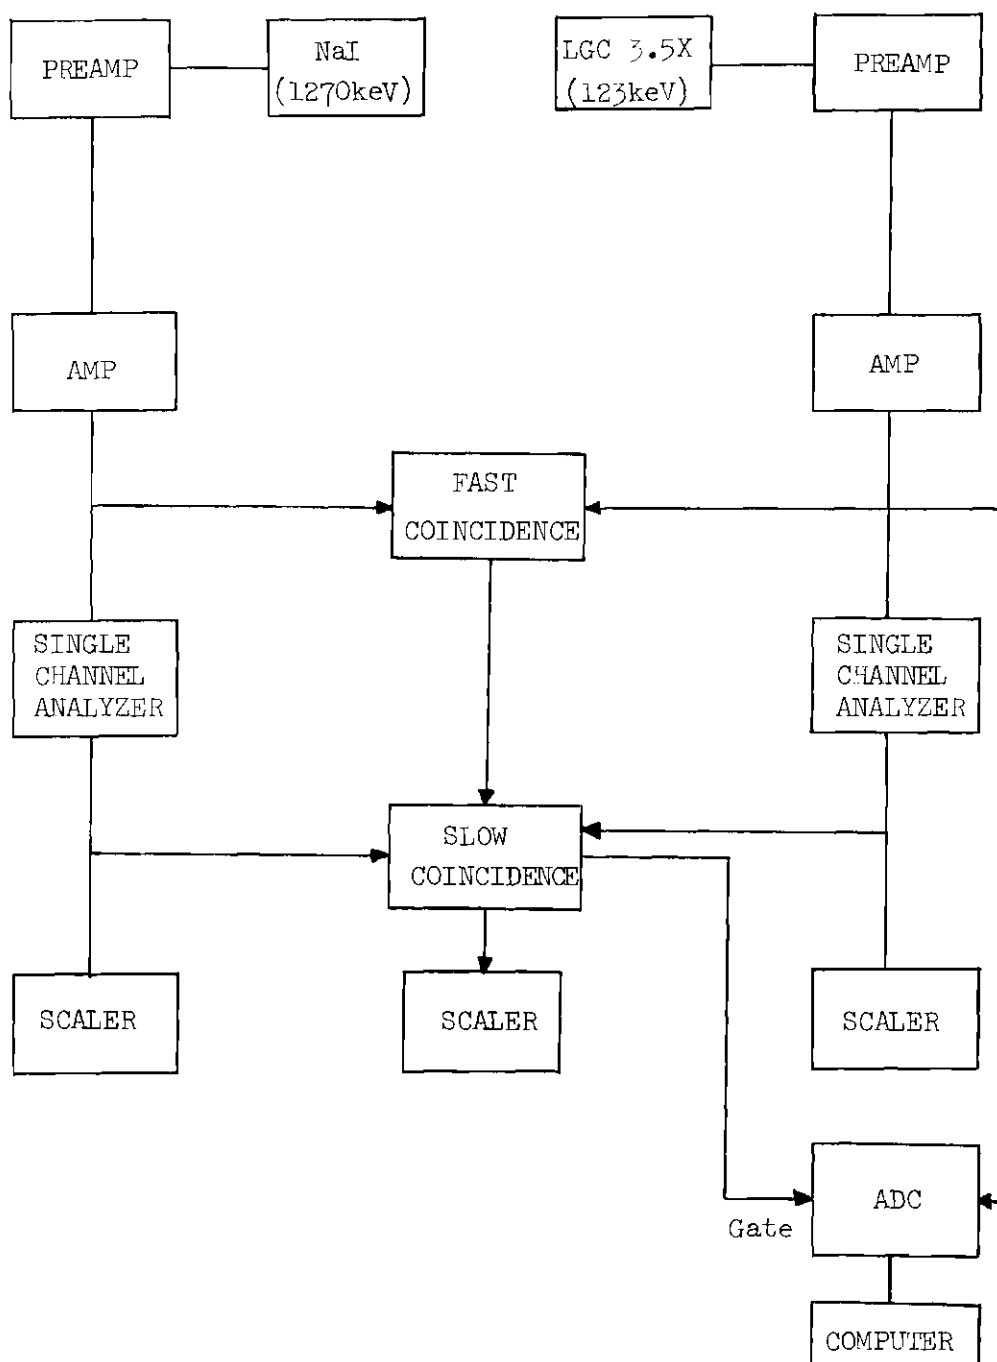 PREAMP
NaI
(1270keV)
LGC 3.5X
(123keV)
PREAMP
AMP
AMP
FAST
COINCIDENCE
SINGLE
CHANNEL
ANALYZER
SINGLE
CHANNEL
ANALYZER
SLOW
COINCIDENCE
SCALER
SCALER
SCALER
ADC
Gate
COMPUTER